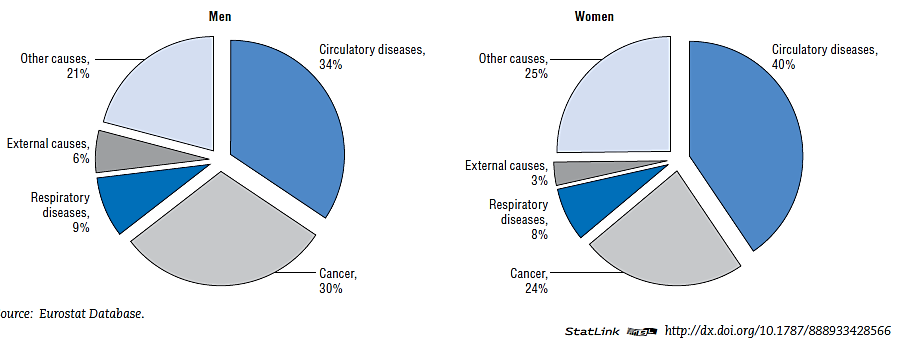 Men
Circulatory diseases,
34%
Other causes,
21%
External causes,
6%
Respiratory
diseases,
9%
Cancer,
30%
Women
Circulatory diseases,
40%
Other causes,
25%
External causes,
3%
Respiratory
diseases,
8%
Cancer,
24%
ource: Eurostat Database.
StatLink http://dx.doi.org/10.1787/888933428566